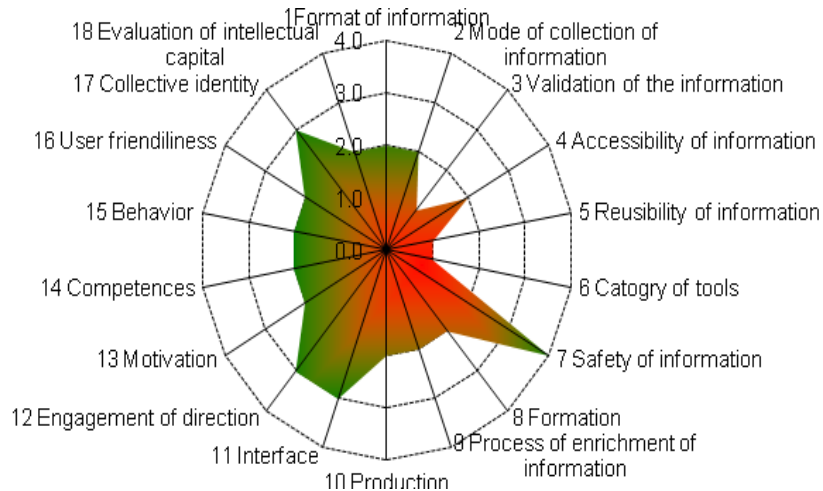 1Format of information
18 Evaluation of intellectual
capital
4.0
2 Mode of collection of
information
17 Collective identity
3.0
3 Validation of the information
16 User friendiliness
2.0
4 Accessibility of information
15 Behavior
1.0
5 Reusibility of information
0.0
14 Competences
6 Catogry of tools
13 Motivation
7 Safety of information
12 Engagement of direction
8 Formation
11 Interface
9 Process of enrichment of
information
10 Production